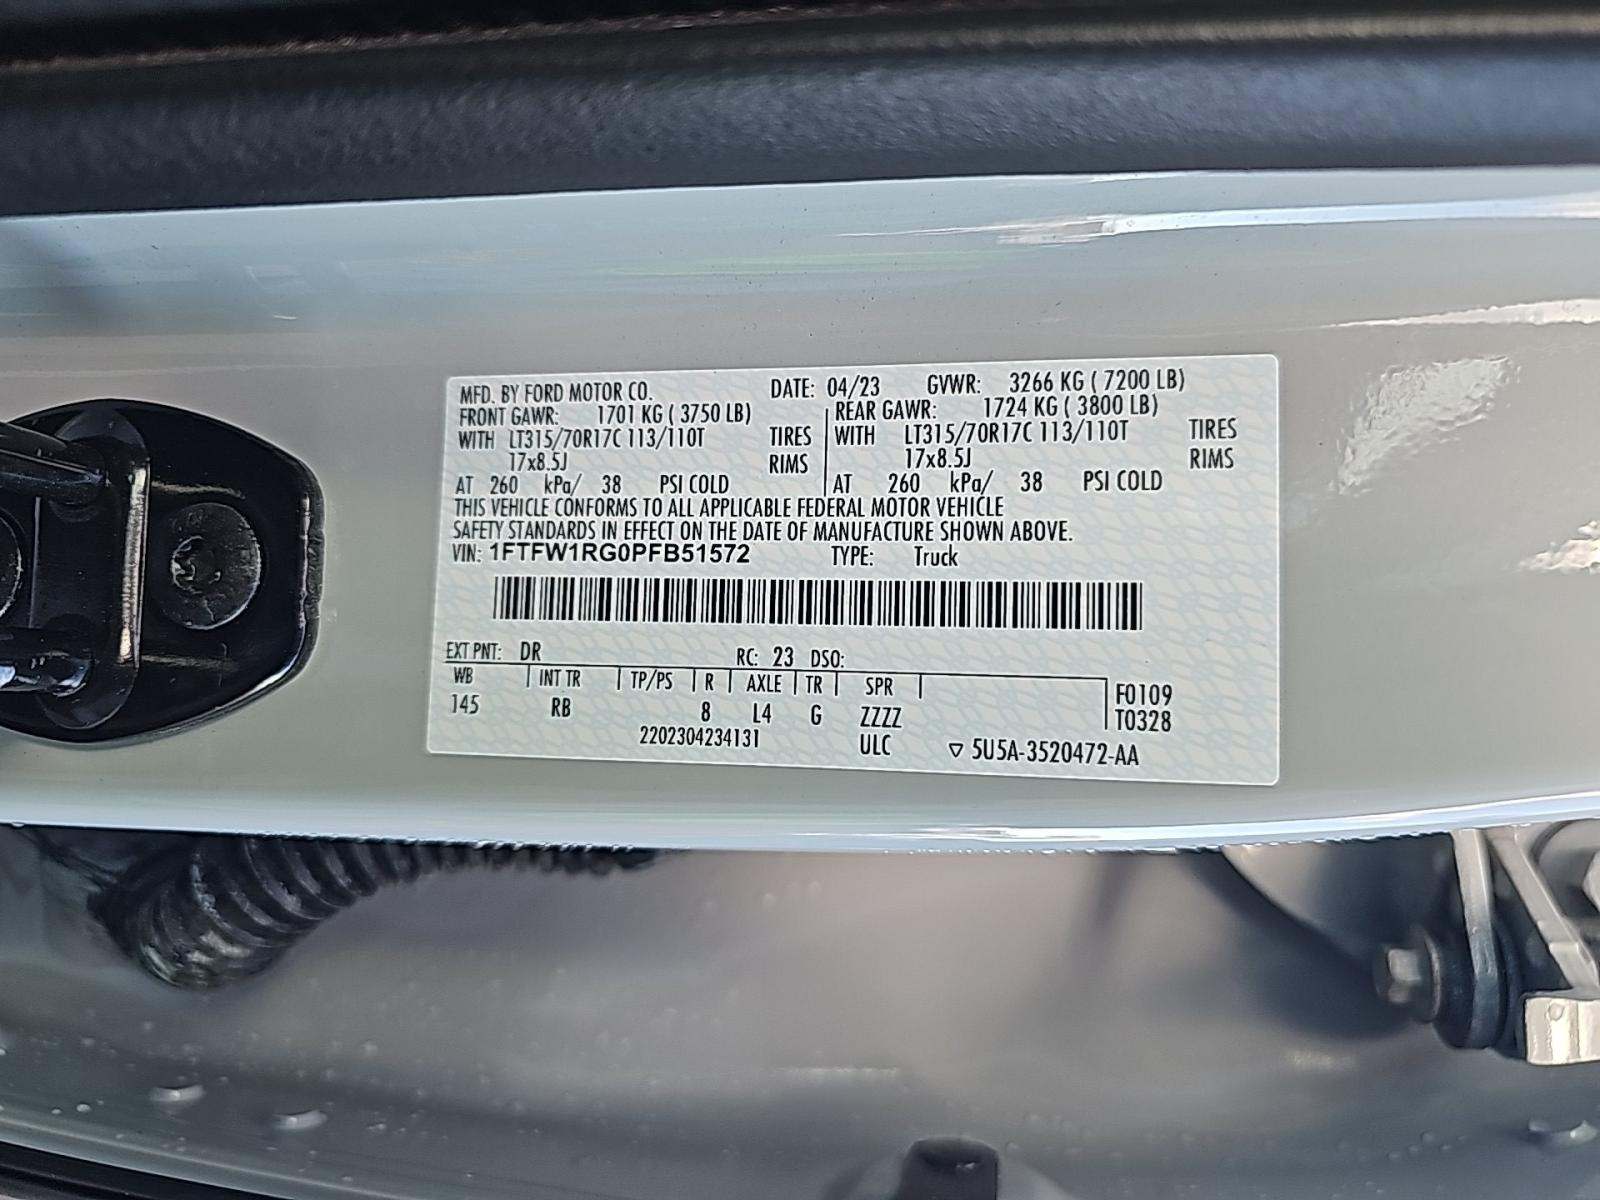 MFD. BY FORD MOTOR CO. DATE: 04/23 GVWR: 3266 KG ( 7200 LB)
FRONT GAWR: 1701 KG ( 3750 LB) REAR GAWR: 1724 KG ( 3800 LB)
WITH LT315/70R17C 113/110T TIRES WITH LT315/70R17C 113/110T TIRES
17x8.5J RIMS 17x8.5J RIMS
AT 260 kPa/ 38 PSI COLD AT 260 kPa/ 38 PSI COLD
THIS VEHICLE CONFORMS TO ALL APPLICABLE FEDERAL MOTOR VEHICLE
SAFETY STANDARDS IN EFFECT ON THE DATE OF MANUFACTURE SHOWN ABOVE.
VIN: 1FTFW1RG0PFB51572 TYPE: Truck
EXT PNT: DR RC: 23 DSO:
WB INT TR TP/PS R AXLE TR SPR F0109
145 RB 8 L4 G ZZZZ T0328
2202304234131 ULC ▽ 5U5A-3520472-AA